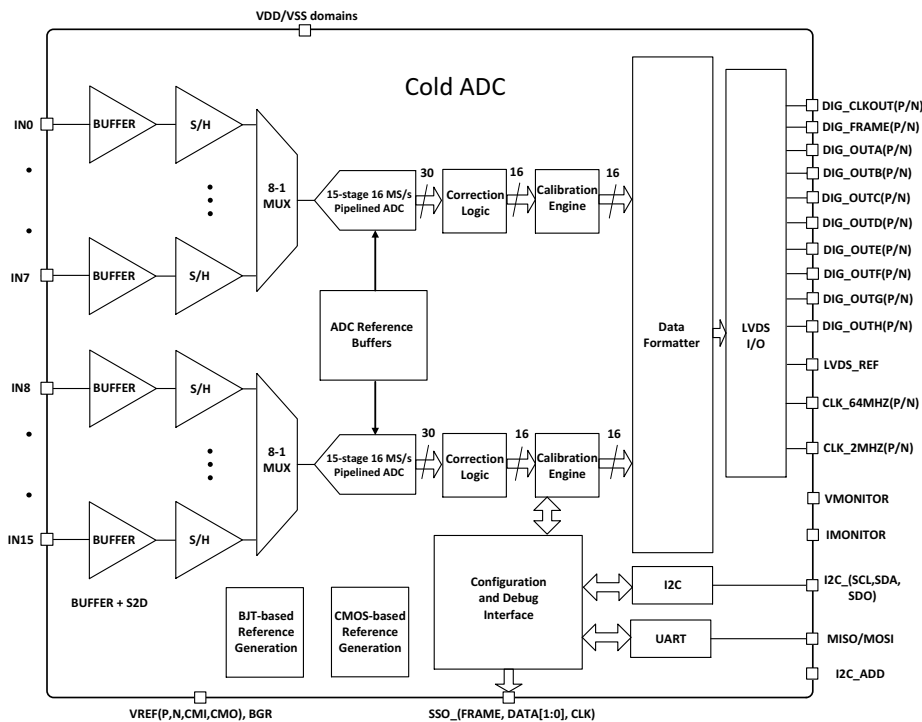 VDD/VSS domains
Cold ADC
IN0
BUFFER
S/H
8-1
MUX
15-stage 16 MS/s
Pipelined ADC
30
Correction
Logic
16
Calibration
Engine
16
IN7
BUFFER
S/H
ADC Reference
Buffers
Data
Formatter
LVDS
I/O
DIG_CLKOUT(P/N)
DIG_FRAME(P/N)
DIG_OUTA(P/N)
DIG_OUTB(P/N)
DIG_OUTC(P/N)
DIG_OUTD(P/N)
DIG_OUTE(P/N)
DIG_OUTF(P/N)
DIG_OUTG(P/N)
DIG_OUTH(P/N)
LVDS_REF
CLK_64MHZ(P/N)
CLK_2MHZ(P/N)
VMONITOR
IMONITOR
I2C_(SCL,SDA,
SDO)
MISO/MOSI
I2C_ADD
IN8
BUFFER
S/H
8-1
MUX
15-stage 16 MS/s
Pipelined ADC
30
Correction
Logic
16
Calibration
Engine
16
IN15
BUFFER
S/H
BUFFER + S2D
BJT-based
Reference
Generation
CMOS-based
Reference
Generation
Configuration
and Debug
Interface
I2C
UART
VREF(P,N,CMI,CMO), BGR
SSO_(FRAME, DATA[1:0], CLK)